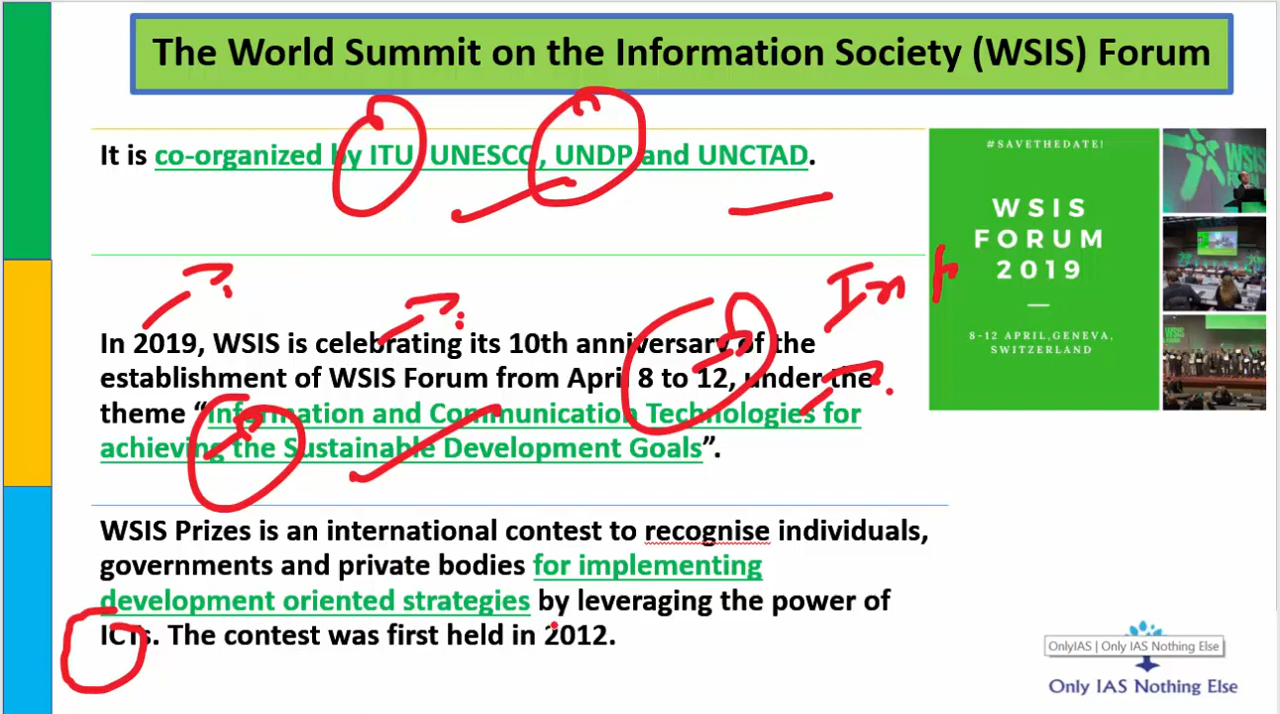 The World Summit on the Information Society (WSIS) Forum
It is co-organized by ITU, UNESCO, UNDP and UNCTAD.
In 2019, WSIS is celebrating its 10th anniversary of the
establishment of WSIS Forum from April 8 to 12, under the
theme “Information and Communication Technologies for
achieving the Sustainable Development Goals”.
WSIS Prizes is an international contest to recognise individuals,
governments and private bodies for implementing
development oriented strategies by leveraging the power of
ICTs. The contest was first held in 2012.
#SAVETHEDATE!
WSIS
FORUM
2019
8-12 APRIL,GENEVA,
SWITZERLAND
OnlyIAS | Only IAS Nothing Else
Only IAS Nothing Else